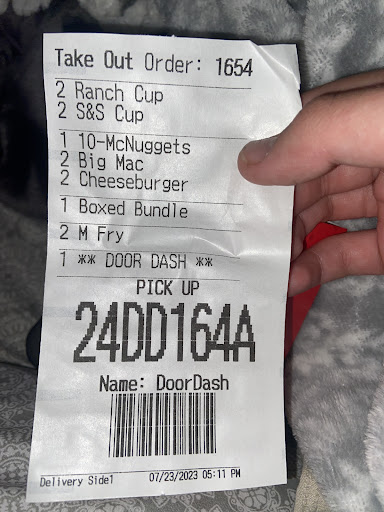 Take Out Order: 1654
2 Ranch Cup
2 S&S Cup
1 10-McNuggets
2 Big Mac
2 Cheeseburger
1 Boxed Bundle
2 M Fry
1 ** DOOR DASH **
PICK UP
24DD164A
Name: DoorDash
Delivery Side1 07/23/2023 05:11 PM